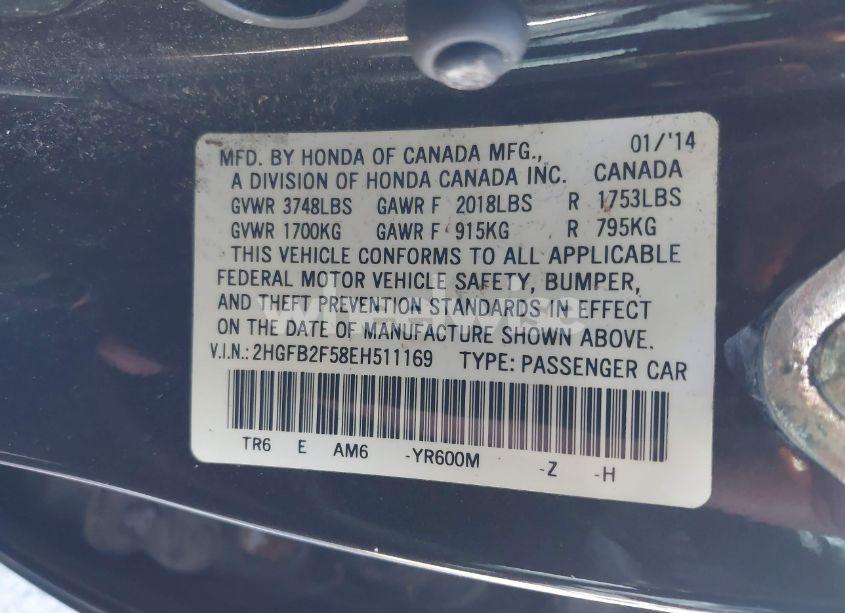 01/'14
MFD. BY HONDA OF CANADA MFG.,
A DIVISION OF HONDA CANADA INC. CANADA
GVWR 3748LBS GAWR F 2018LBS R 1753LBS
GVWR 1700KG GAWR F 915KG R 795KG
THIS VEHICLE CONFORMS TO ALL APPLICABLE
FEDERAL MOTOR VEHICLE SAFETY, BUMPER,
AND THEFT PREVENTION STANDARDS IN EFFECT
ON THE DATE OF MANUFACTURE SHOWN ABOVE.
V.I.N.: 2HGFB2F58EH511169 TYPE: PASSENGER CAR
TR6 E AM6 -YR600M -Z -H